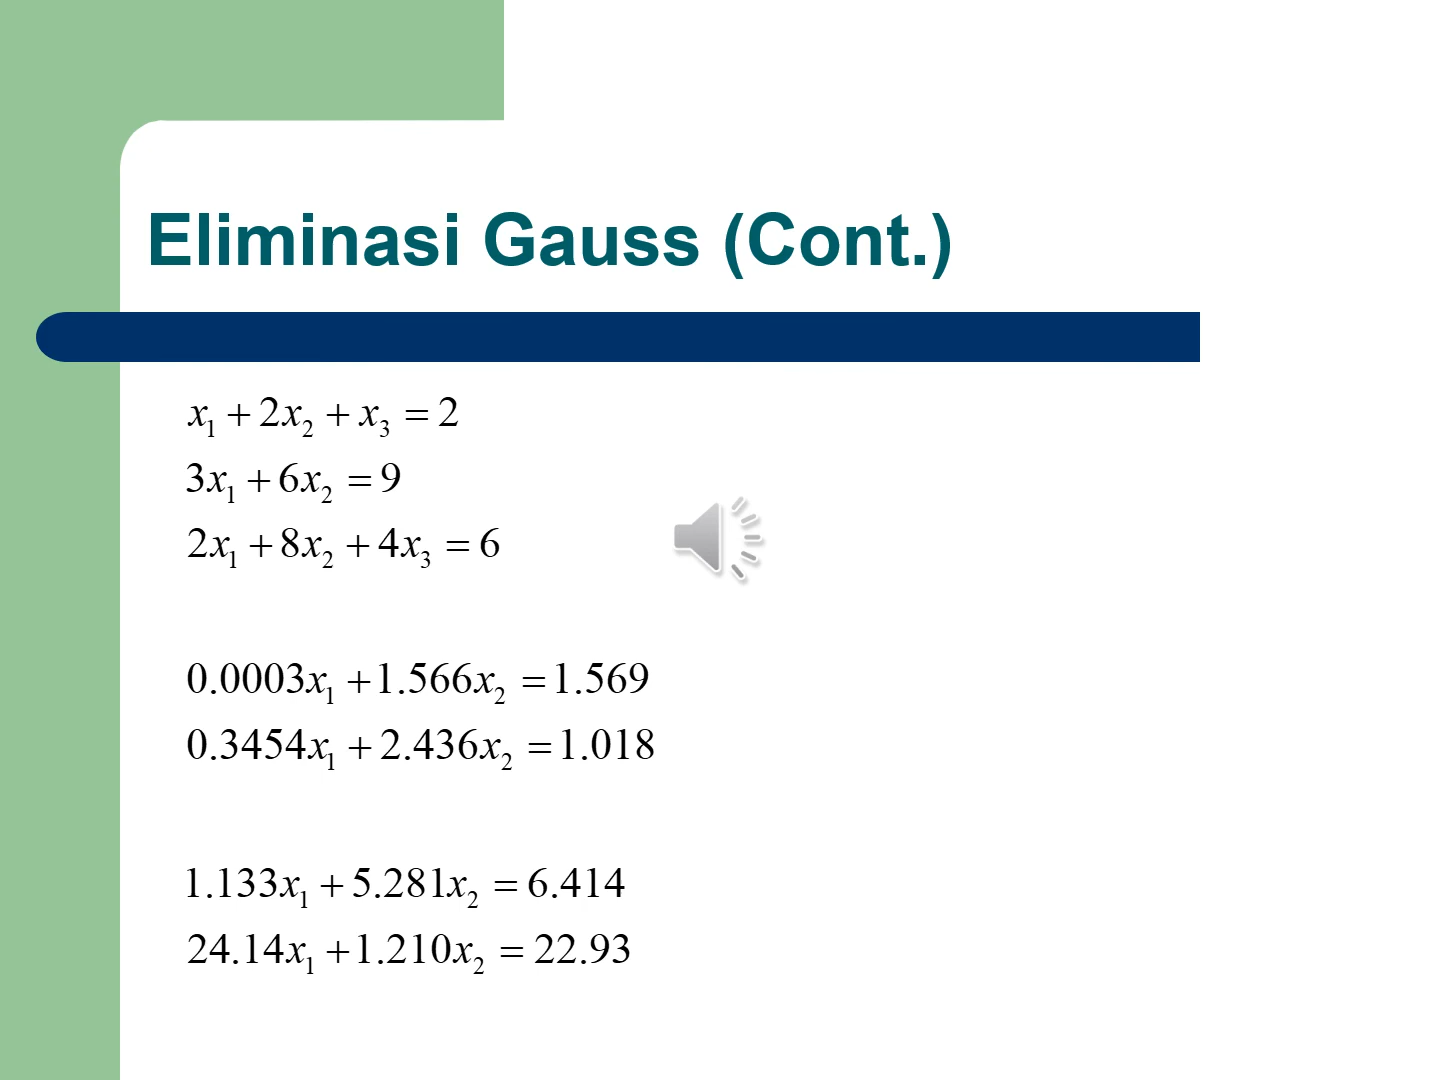 Eliminasi Gauss (Cont.)
x₁ + 2x₂ + x₃ = 2
3x₁ + 6x₂ = 9
2x₁ + 8x₂ + 4x₃ = 6
0.0003x₁ + 1.566x₂ = 1.569
0.3454x₁ + 2.436x₂ = 1.018
1.133x₁ + 5.281x₂ = 6.414
24.14x₁ + 1.210x₂ = 22.93